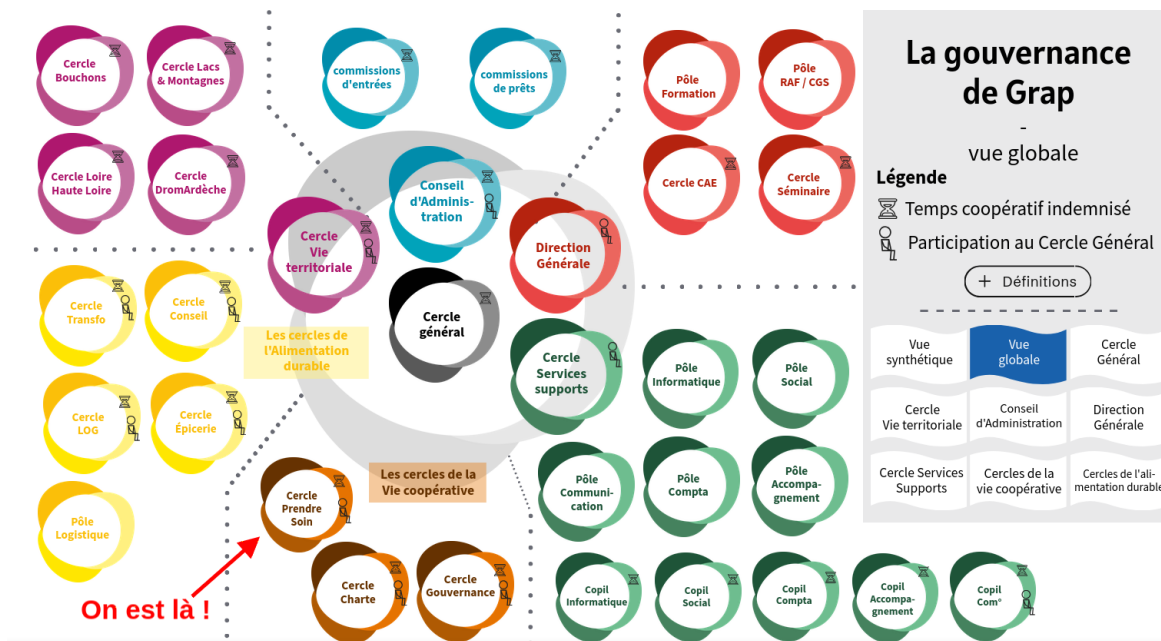 Cercle
Bouchons
Cercle Lacs
& Montagnes
Cercle Loire
Haute Loire
Cercle
DromArdèche
commissions
d'entrées
commissions
de prêts
Pôle
Formation
Pôle
RAF / CGS
Cercle CAE
Cercle
Séminaire
Conseil
d'Adminis-
tration
Cercle
Vie
territoriale
Direction
Générale
Cercle
général
Cercle
Services
supports
Cercle
Transfo
Cercle
Conseil
Les cercles de
l'Alimentation
durable
Cercle
LOG
Cercle
Épicerie
Pôle
Logistique
Les cercles de la
Vie coopérative
Cercle
Prendre
Soin
Cercle
Charte
Cercle
Gouvernance
On est là !
Pôle
Informatique
Pôle
Social
Pôle
Communi-
cation
Pôle
Compta
Pôle
Accompa-
gnement
Copil
Informatique
Copil
Social
Copil
Compta
Copil
Accompa-
gnement
Copil
Com°
La gouvernance
de Grap
-
vue globale
Légende
Temps coopératif indemnisé
Participation au Cercle Général
+ Définitions
Vue
synthétique
Vue
globale
Cercle
Général
Cercle
Vie territoriale
Conseil
d'Administration
Direction
Générale
Cercle Services
Supports
Cercles de la
vie coopérative
Cercles de l'ali-
mentation durable